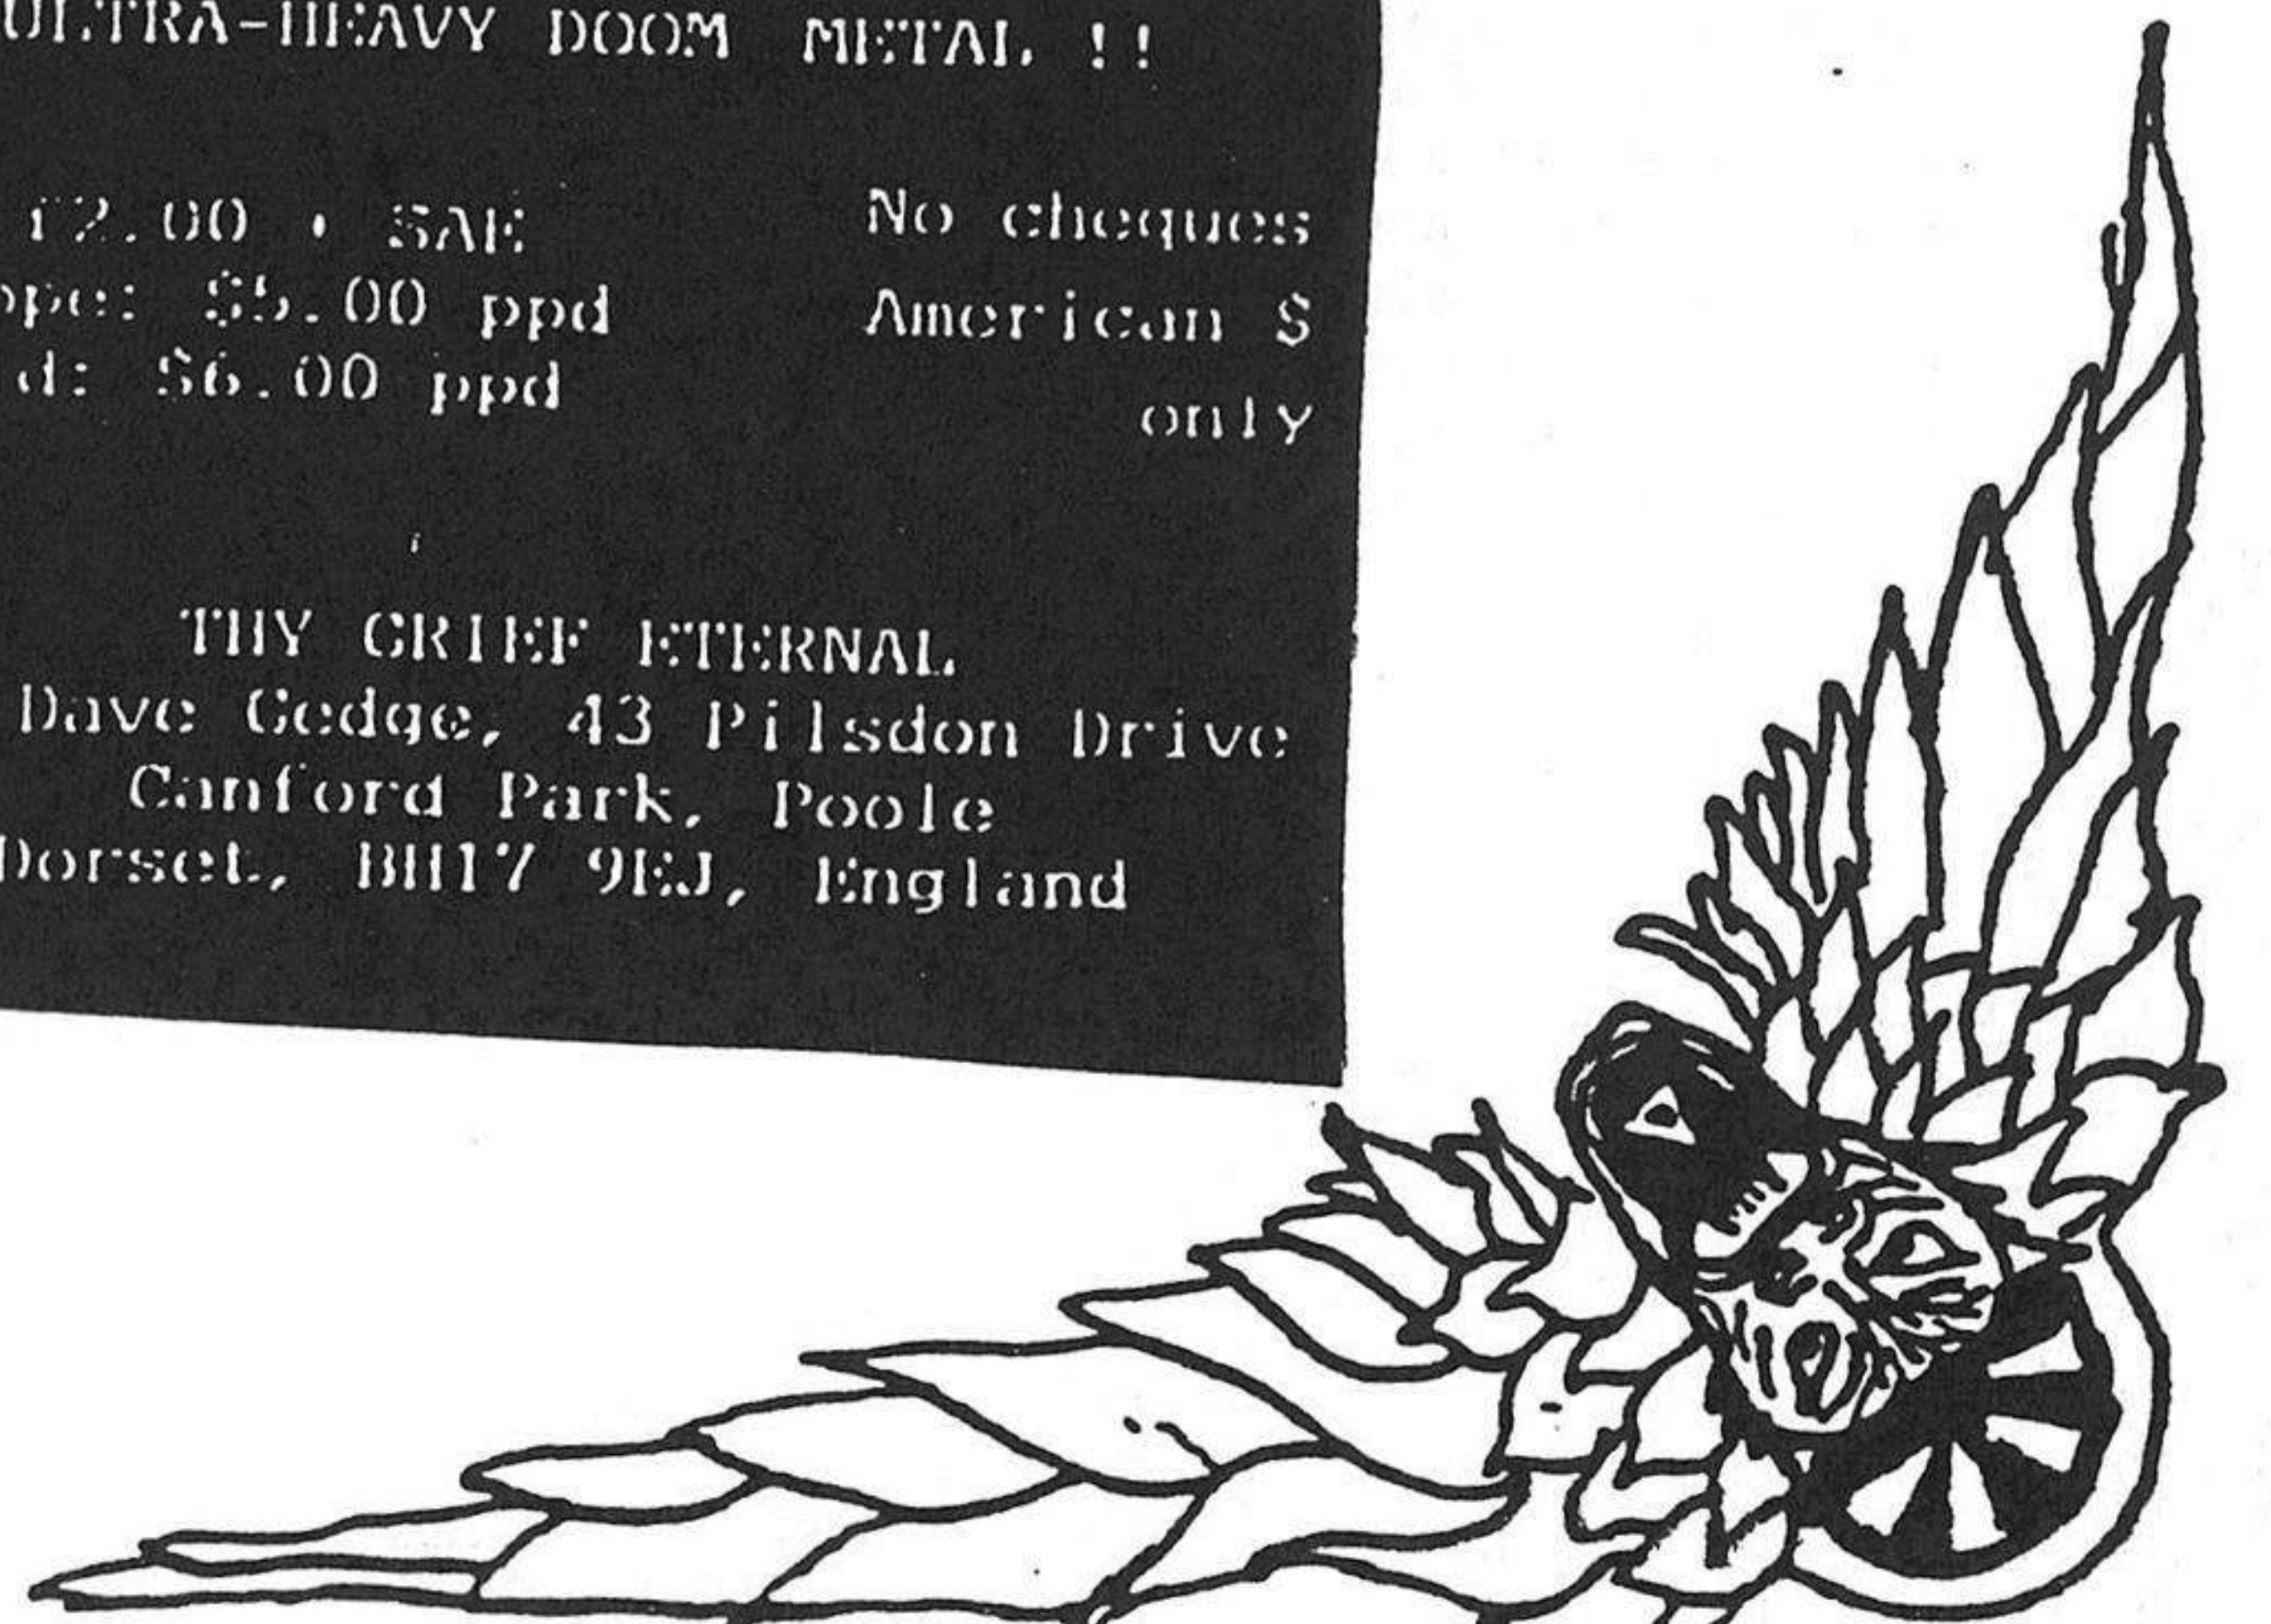 ULTRA-HEAVY DOOM METAL !!
£2.00 + SAE
No cheques
ope: $5.00 ppd
American $
d: $6.00 ppd
only
THY GRIEF ETERNAL
Dave Gedge, 43 Pilsdon Drive
Canford Park, Poole
Dorset, BH17 9EJ, England